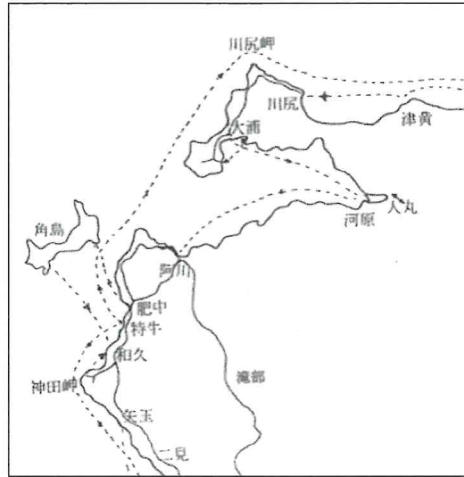 川尻岬
川尻
大浦
津黄
人丸
河原
角島
阿川
肥中
特牛
和久
神田岬
滝部
矢玉
二見